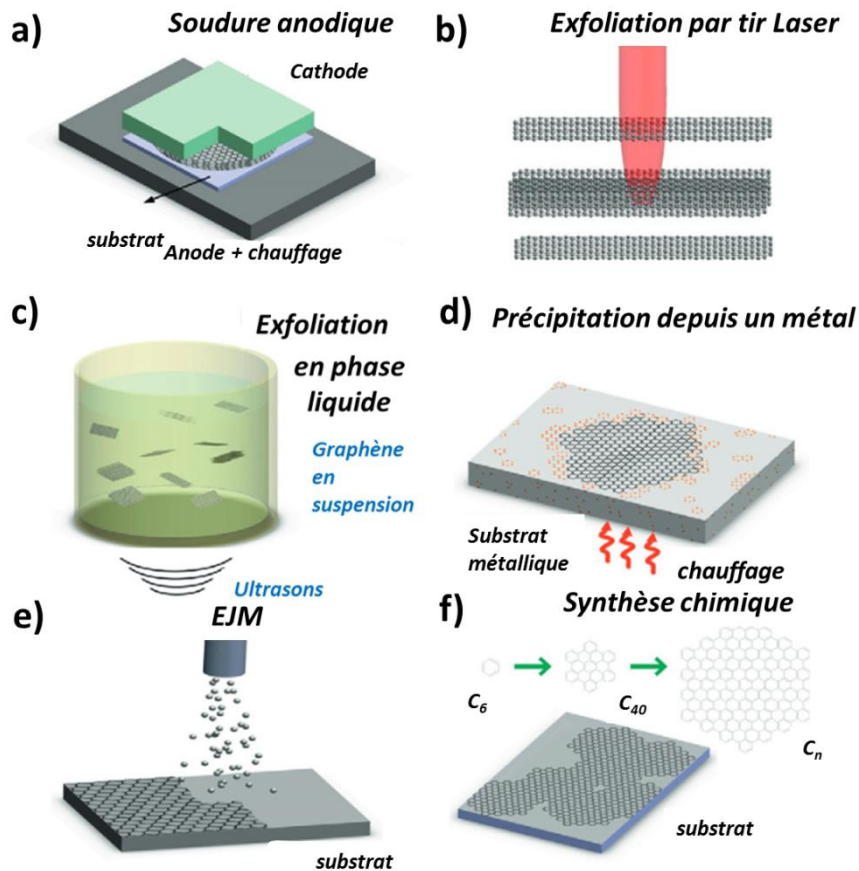 a) Soudure anodique
Cathode
substrat
Anode + chauffage
b) Exfoliation par tir Laser
c) Exfoliation
en phase
liquide
Graphène
en
suspension
Ultrasons
d) Précipitation depuis un métal
Substrat
métallique
chauffage
e) EJM
substrat
f) Synthèse chimique
C6
C40
Cn
substrat